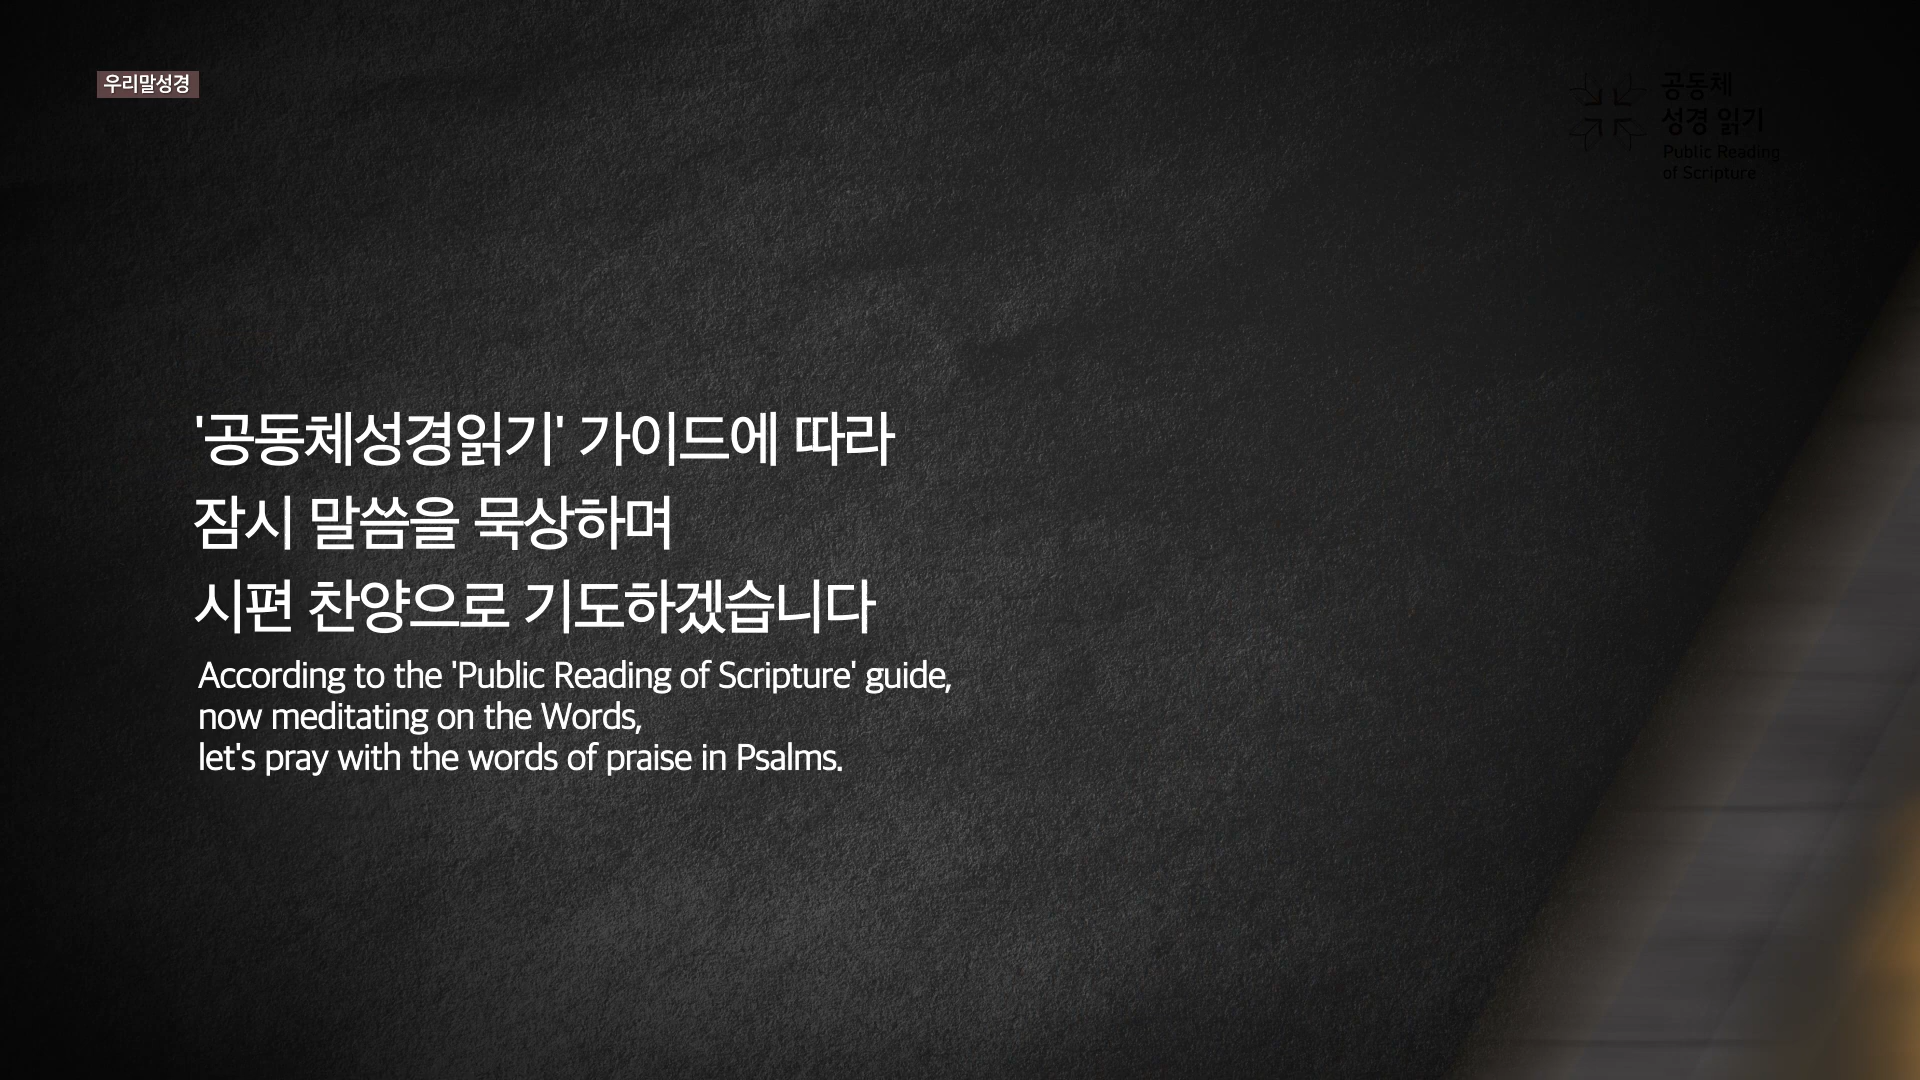 우리말성경
공동체
성경 읽기
Public Reading
of Scripture
'공동체성경읽기' 가이드에 따라
잠시 말씀을 묵상하며
시편 찬양으로 기도하겠습니다
According to the 'Public Reading of Scripture' guide,
now meditating on the Words,
let's pray with the words of praise in Psalms.